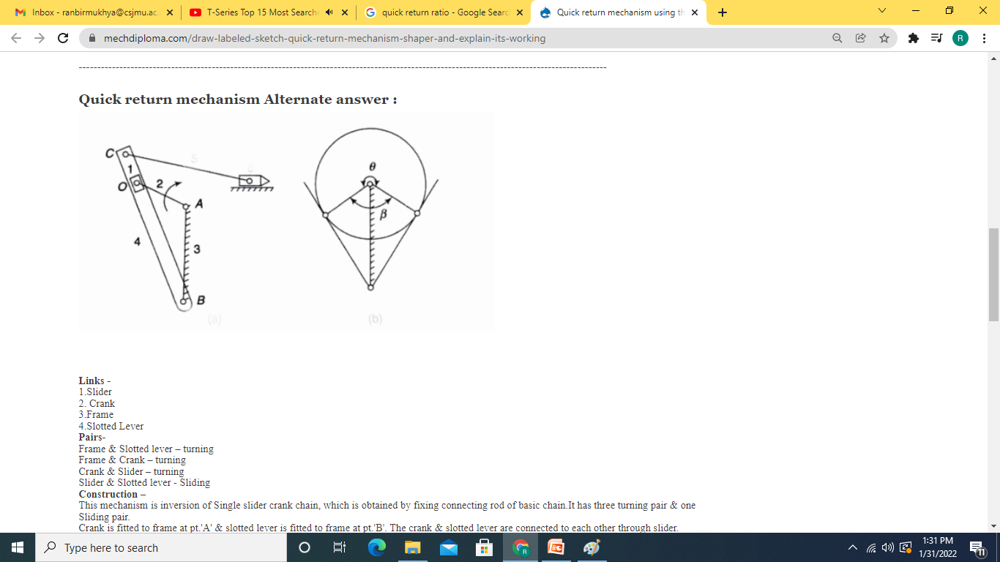 Inbox - ranbirmukhya@csjmu.ac.
T-Series Top 15 Most Searche
quick return ratio - Google Searc
Quick return mechanism using th
mechdiploma.com/draw-labeled-sketch-quick-return-mechanism-shaper-and-explain-its-working
R
Quick return mechanism Alternate answer :
C
1
O
2
A
3
4
B
5
(a)
θ
β
(b)
Links -
1.Slider
2. Crank
3.Frame
4.Slotted Lever
Pairs-
Frame & Slotted lever – turning
Frame & Crank – turning
Crank & Slider – turning
Slider & Slotted lever - Sliding
Construction –
This mechanism is inversion of Single slider crank chain, which is obtained by fixing connecting rod of basic chain.It has three turning pair & one
Sliding pair.
Crank is fitted to frame at pt.'A' & slotted lever is fitted to frame at pt.'B'. The crank & slotted lever are connected to each other through slider.
Type here to search
1:31 PM
1/31/2022
11